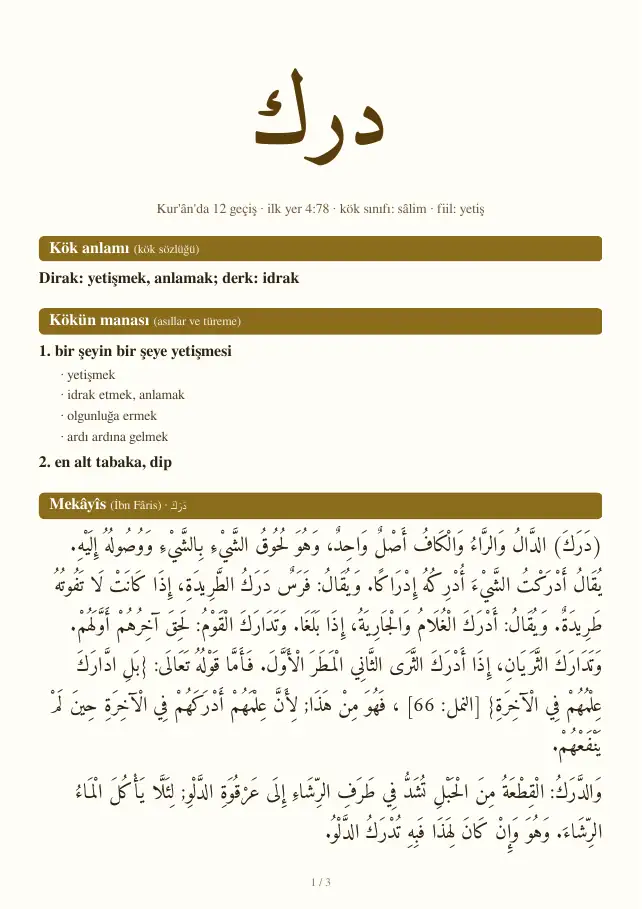 درك
Kur'ân'da 12 geçiş · ilk yer 4:78 · kök sınıfı: sâlim · fiil: yetiş
Kök anlamı (kök sözlüğü)
Dirak: yetişmek, anlamak; derk: idrak
Kökün manası (asıllar ve türeme)
1. bir şeyin bir şeye yetişmesi
· yetişmek
· idrak etmek, anlamak
· olgunluğa ermek
· ardı ardına gelmek
2. en alt tabaka, dip
Mekâyîs (İbn Fâris) · دَرَكَ
(دَرَكَ) الدَّالُ وَالرَّاءُ وَالْكَافُ أَصْلٌ وَاحِدٌ، وَهُوَ لُحُوقُ الشَّيْءِ بِالشَّيْءِ وَوُصُولُهُ إِلَيْهِ.
يُقَالُ أَدْرَكْتُ الشَّيْءَ أُدْرِكُهُ إِدْرَاكًا. وَيُقَالُ: فَرَسٌ دَرَكُ الطَّرِيدَةِ، إِذَا كَانَتْ لَا تَفُوتُهُ
طَرِيدَةٌ. وَيُقَالُ: أَدْرَكَ الْغُلَامُ وَالْجَارِيَةُ، إِذَا بَلَغَا. وَتَدَارَكَ الْقَوْمُ: لَحِقَ آخِرُهُمْ أَوَّلَهُمْ.
وَتَدَارَكَ الثَّرَيَانِ، إِذَا أَدْرَكَ الثَّرَى الثَّانِي الْمَطَرَ الْأَوَّلَ. فَأَمَّا قَوْلُهُ تَعَالَى: {بَلِ ادَّارَكَ
عِلْمُهُمْ فِي الْآخِرَةِ} [النمل: 66] ، فَهُوَ مِنْ هَذَا; لِأَنَّ عِلْمَهُمْ أَدْرَكَهُمْ فِي الْآخِرَةِ حِينَ لَمْ
يَنْفَعْهُمْ.
وَالدَّرَكُ: الْقِطْعَةُ مِنَ الْحَبْلِ تُشَدُّ فِي طَرَفِ الرِّشَاءِ إِلَى عَرْقُوَةِ الدَّلْوِ; لِئَلَّا يَأْكُلَ الْمَاءُ
الرِّشَاءَ. وَهُوَ وَإِنْ كَانَ لِهَذَا فَبِهِ تُدْرَكُ الدَّلْوُ.
1 / 3